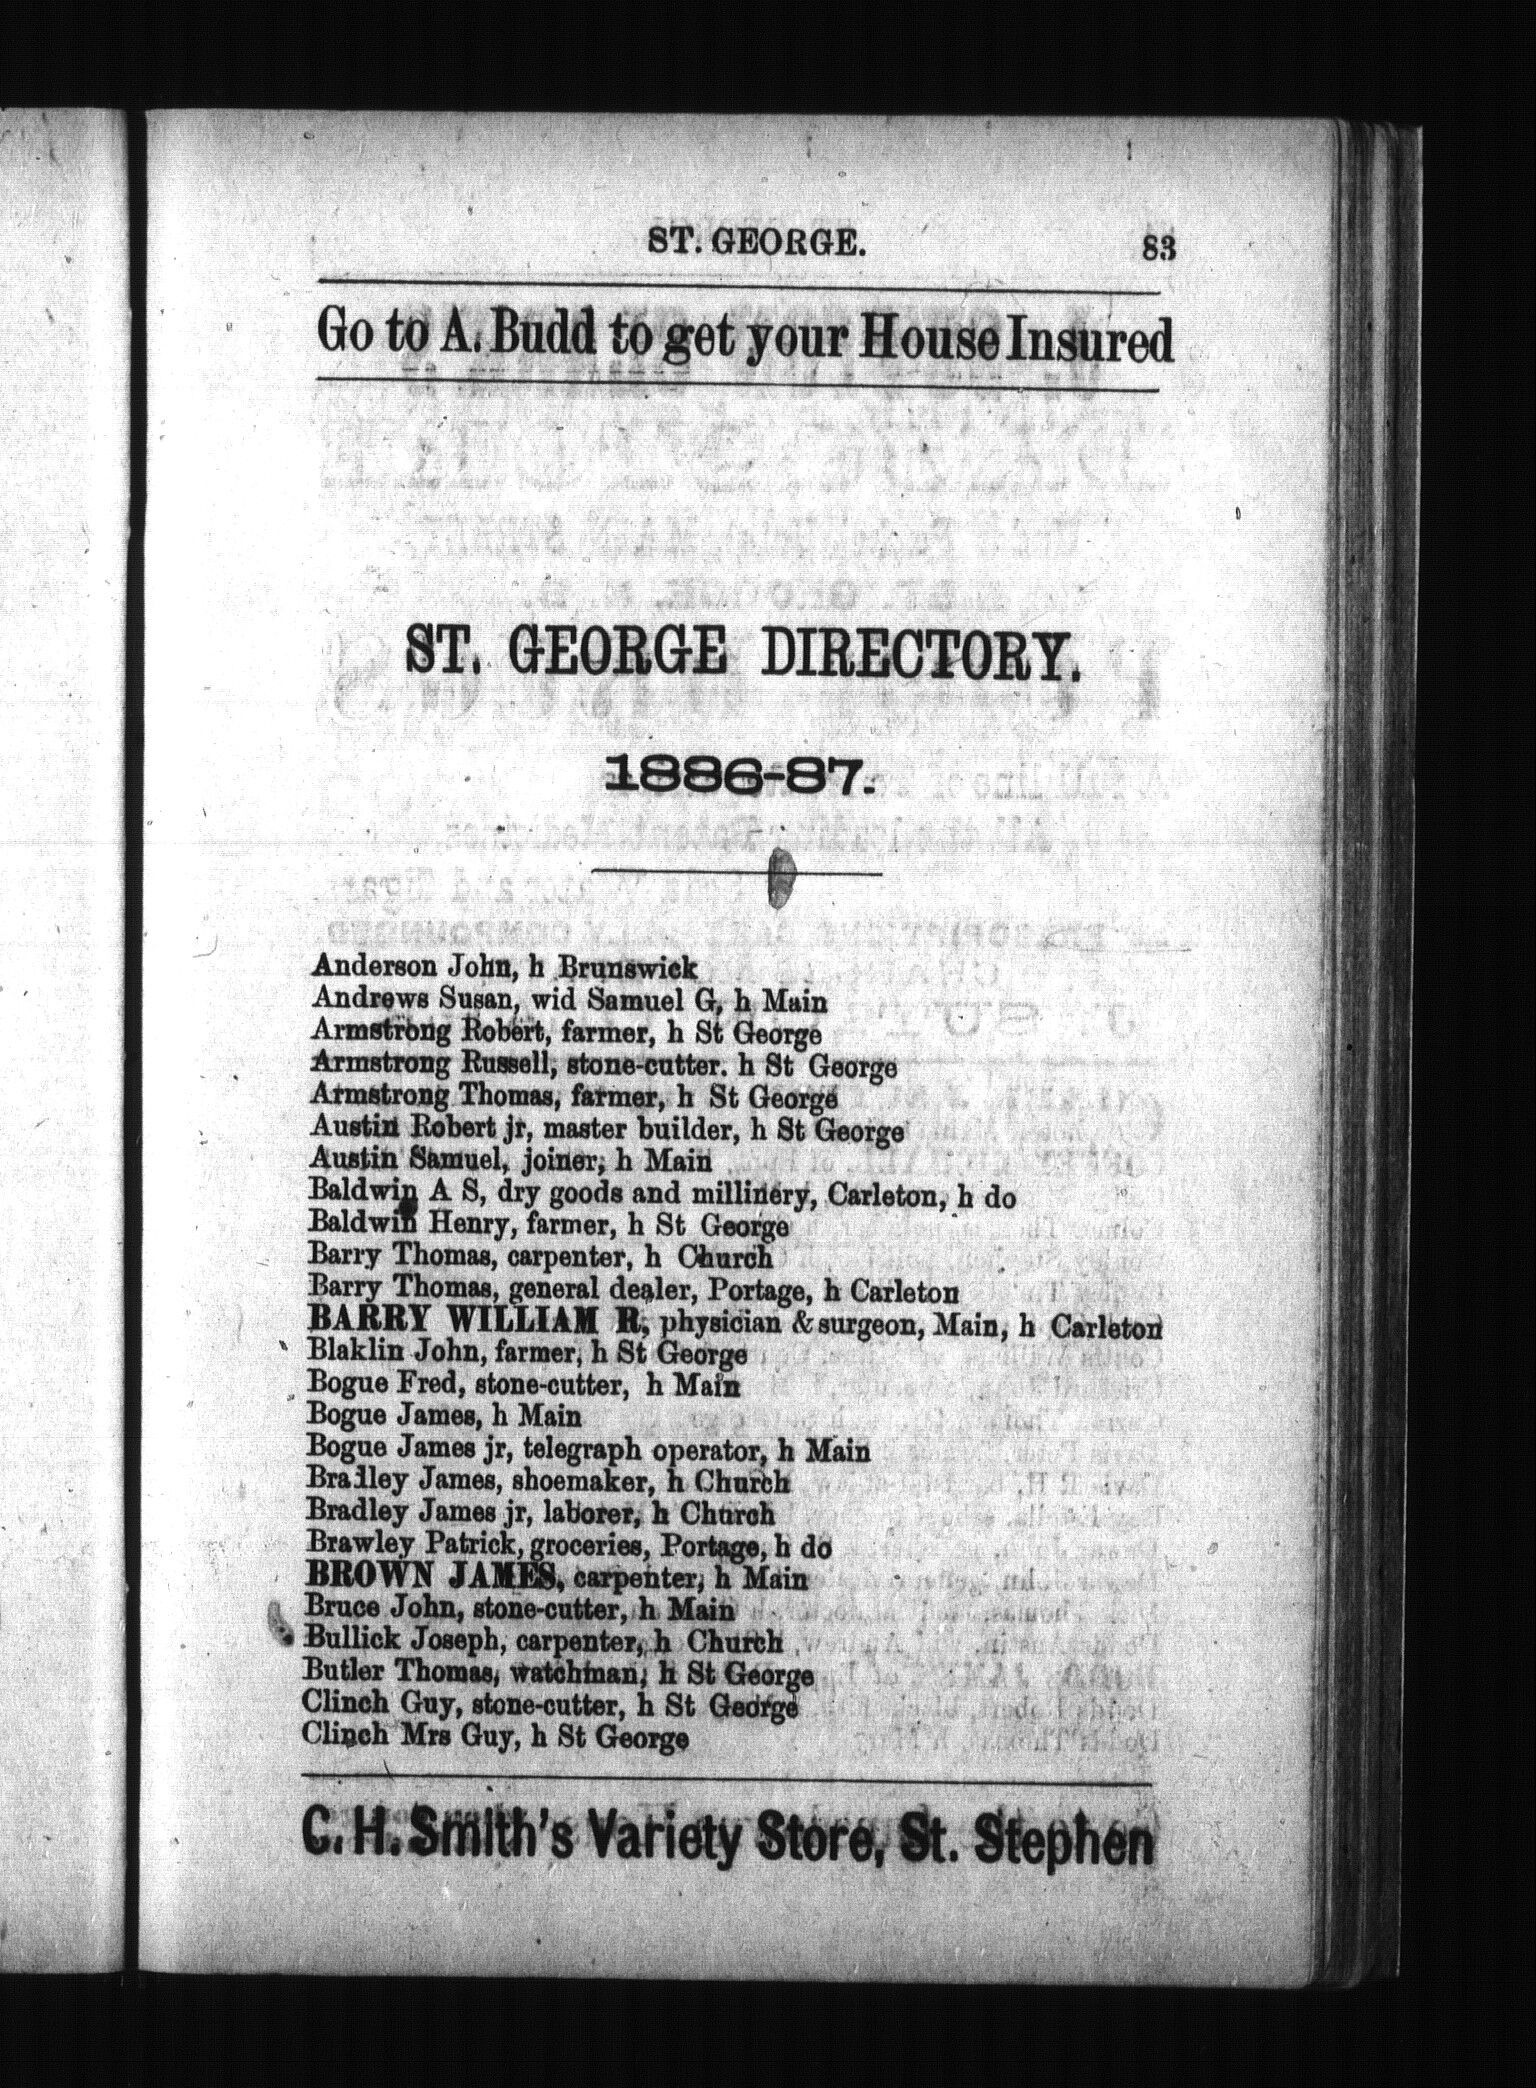 ST. GEORGE. 83
Go to A. Budd to get your House Insured
ST. GEORGE DIRECTORY.
1886-87.
Anderson John, h Brunswick
Andrews Susan, wid Samuel G, h Main
Armstrong Robert, farmer, h St George
Armstrong Russell, stone-cutter. h St George
Armstrong Thomas, farmer, h St George
Austin Robert jr, master builder, h St George
Austin Samuel, joiner, h Main
Baldwin A S, dry goods and millinery, Carleton, h do
Baldwin Henry, farmer, h St George
Barry Thomas, carpenter, h Church
Barry Thomas, general dealer, Portage, h Carleton
BARRY WILLIAM R, physician & surgeon, Main, h Carleton
Blaklin John, farmer, h St George
Bogue Fred, stone-cutter, h Main
Bogue James, h Main
Bogue James jr, telegraph operator, h Main
Bradley James, shoemaker, h Church
Bradley James jr, laborer, h Church
Brawley Patrick, groceries, Portage, h do
BROWN JAMES, carpenter, h Main
Bruce John, stone-cutter, h Main
Bullick Joseph, carpenter, h Church
Butler Thomas, watchman, h St George
Clinch Guy, stone-cutter, h St George
Clinch Mrs Guy, h St George
C. H. Smith's Variety Store, St. Stephen